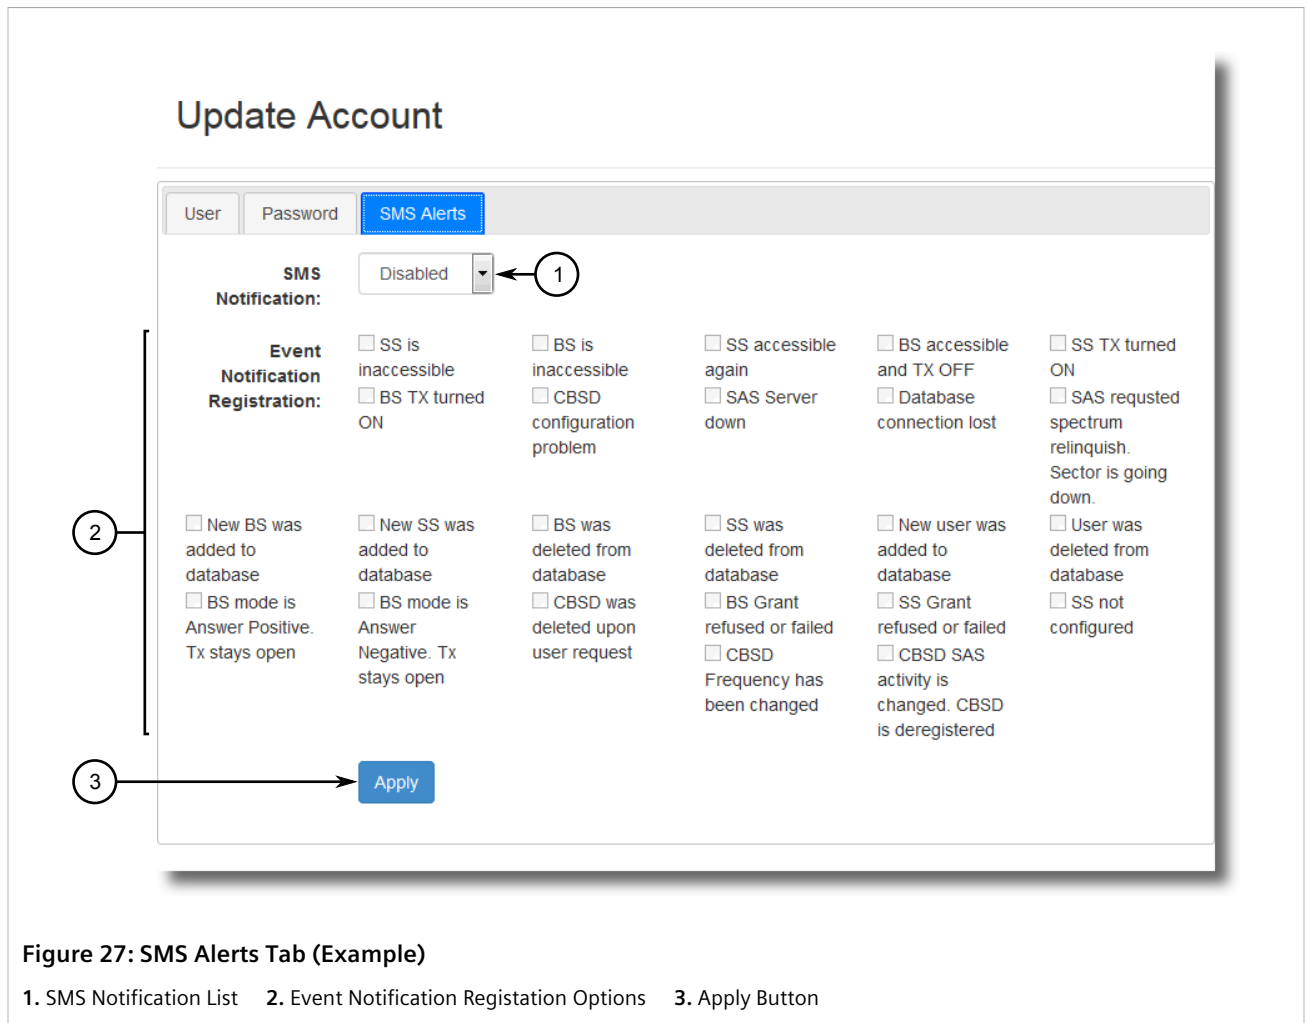 Update Account
User Password SMS Alerts
SMS Notification: Disabled 1
Event Notification Registration:
SS is inaccessible
BS is inaccessible
SS accessible again
BS accessible and TX OFF
SS TX turned ON
BS TX turned ON
CBSD configuration problem
SAS Server down
Database connection lost
SAS requsted spectrum relinquish. Sector is going down.
2
New BS was added to database
New SS was added to database
BS was deleted from database
SS was deleted from database
New user was added to database
User was deleted from database
BS mode is Answer Positive. Tx stays open
BS mode is Answer Negative. Tx stays open
CBSD was deleted upon user request
BS Grant refused or failed
SS Grant refused or failed
SS not configured
CBSD Frequency has been changed
CBSD SAS activity is changed. CBSD is deregistered
3 Apply
Figure 27: SMS Alerts Tab (Example)
1. SMS Notification List 2. Event Notification Registation Options 3. Apply Button